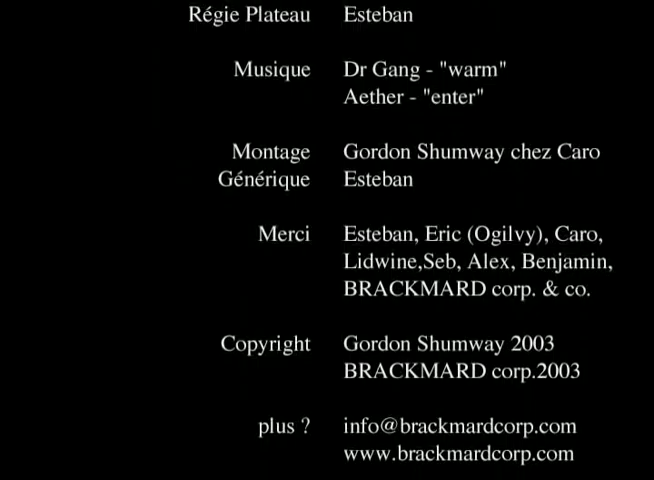 Régie Plateau Esteban
Musique Dr Gang - "warm"
Aether - "enter"
Montage Gordon Shumway chez Caro
Générique Esteban
Merci Esteban, Eric (Ogilvy), Caro,
Lidwine,Seb, Alex, Benjamin,
BRACKMARD corp. & co.
Copyright Gordon Shumway 2003
BRACKMARD corp.2003
plus ? info@brackmardcorp.com
www.brackmardcorp.com